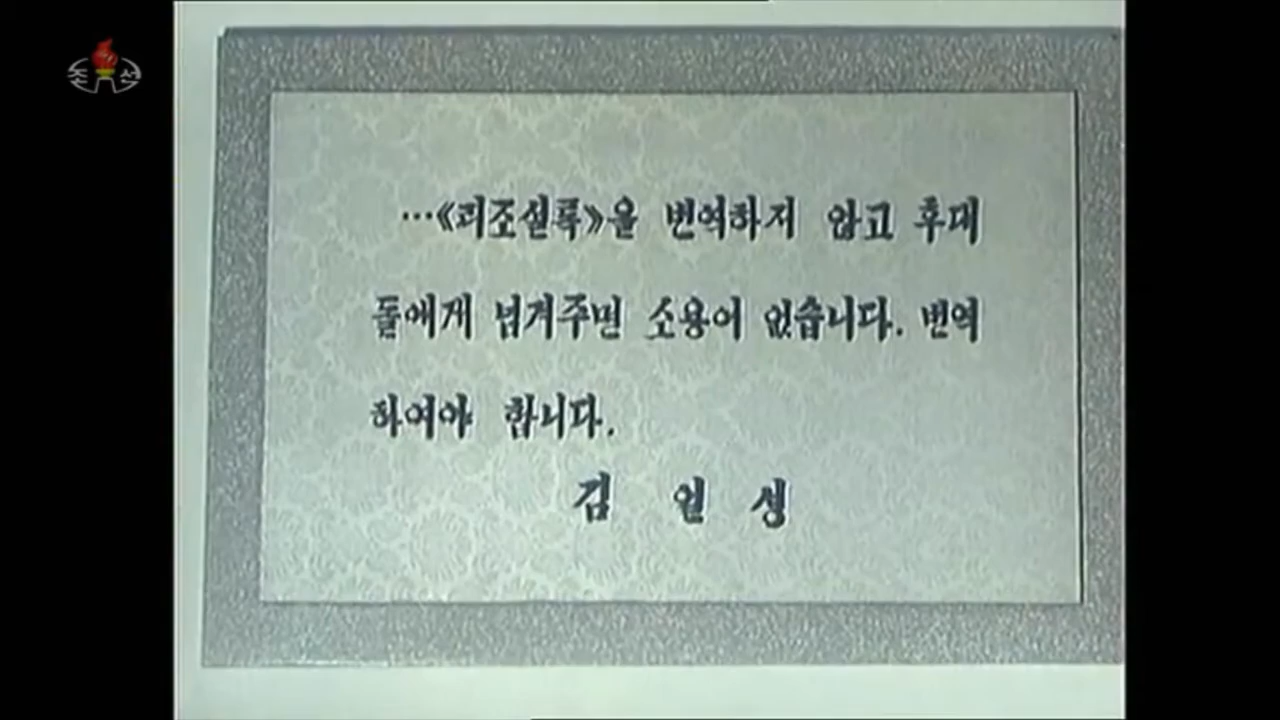 조선
…《리조실록》을 번역하지 않고 후대
들에게 넘겨주면 소용이 없습니다. 번역
하여야 합니다.
김 일 성